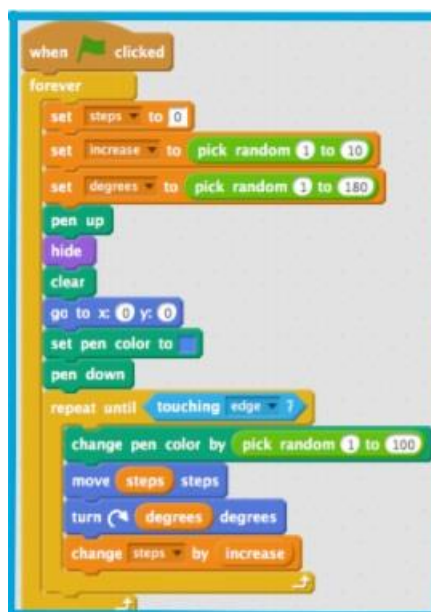 when clicked
forever
set steps to 0
set increase to pick random 1 to 10
set degrees to pick random 1 to 180
pen up
hide
clear
go to x: 0 y: 0
set pen color to
pen down
repeat until touching edge ?
change pen color by pick random 1 to 100
move steps steps
turn degrees degrees
change steps by increase